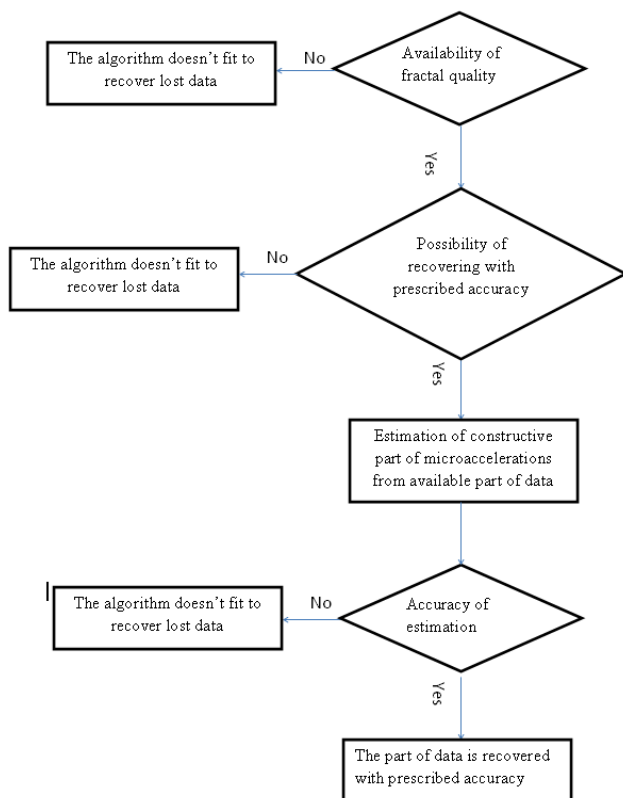 The algorithm doesn't fit to
recover lost data
No
Availability of
fractal quality
Yes
The algorithm doesn't fit to
recover lost data
No
Possibility of
recovering with
prescribed accuracy
Yes
Estimation of constructive
part of microaccelerations
from available part of data
The algorithm doesn't fit to
recover lost data
No
Accuracy of
estimation
Yes
The part of data is recovered
with prescribed accuracy